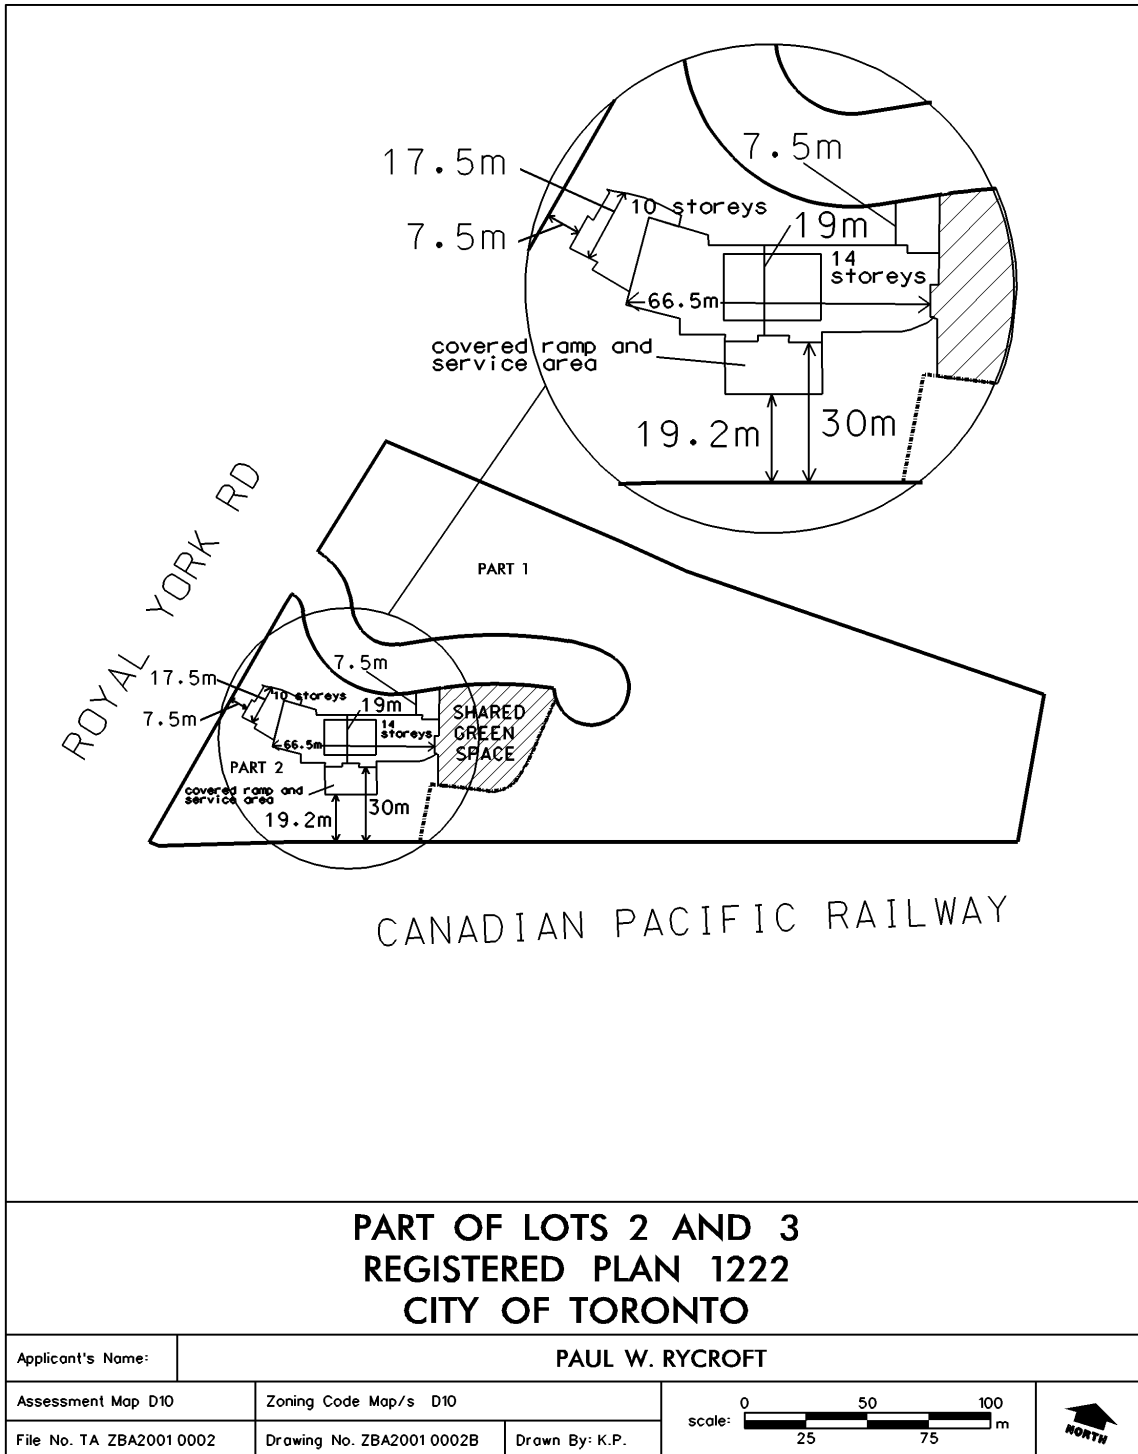 17.5m
7.5m
7.5m
10 storeys
19m
14
storeys
66.5m
covered ramp and
service area
19.2m
30m
ROYAL YORK RD
PART 1
17.5m
7.5m
7.5m
10 storeys
19m
14
storeys
66.5m
SHARED
GREEN
SPACE
PART 2
covered ramp and
service area
19.2m
30m
CANADIAN PACIFIC RAILWAY
PART OF LOTS 2 AND 3
REGISTERED PLAN 1222
CITY OF TORONTO
Applicant's Name:
PAUL W. RYCROFT
Assessment Map D10
Zoning Code Map/s D10
File No. TA ZBA2001 0002
Drawing No. ZBA2001 0002B
Drawn By: K.P.
scale:
0 50 100
m
25 75
NORTH